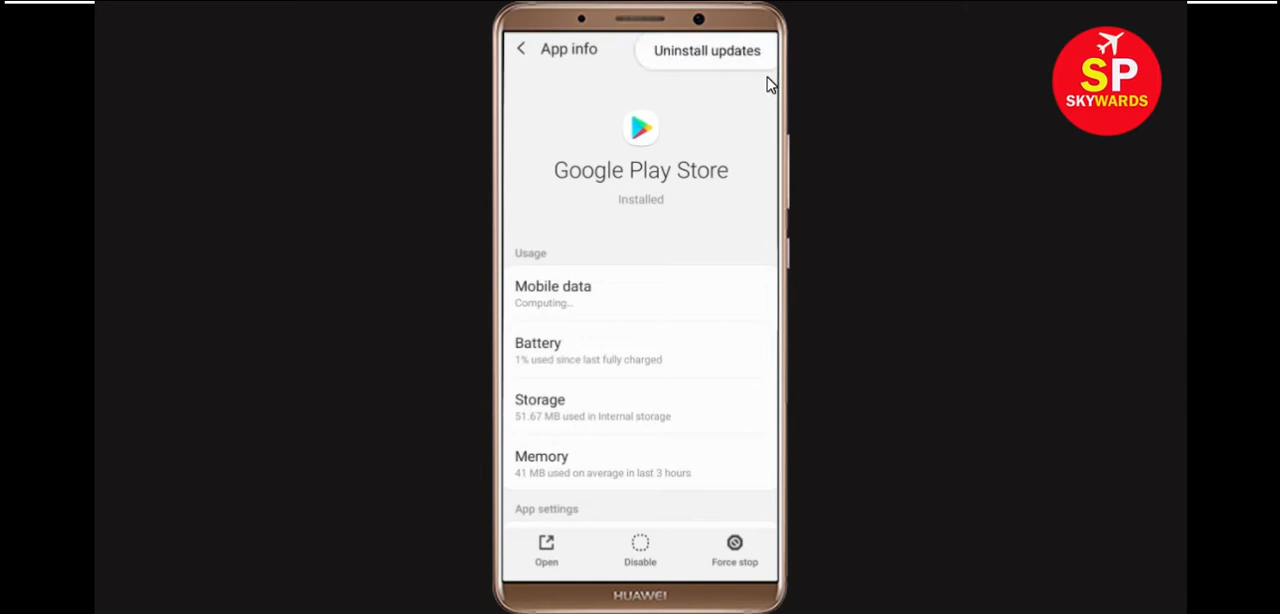 App info
Uninstall updates
SP
SKYWARDS
Google Play Store
Installed
Usage
Mobile data
Computing...
Battery
1% used since last fully charged
Storage
51.67 MB used in Internal storage
Memory
41 MB used on average in last 3 hours
App settings
Open
Disable
Force stop
HUAWEI